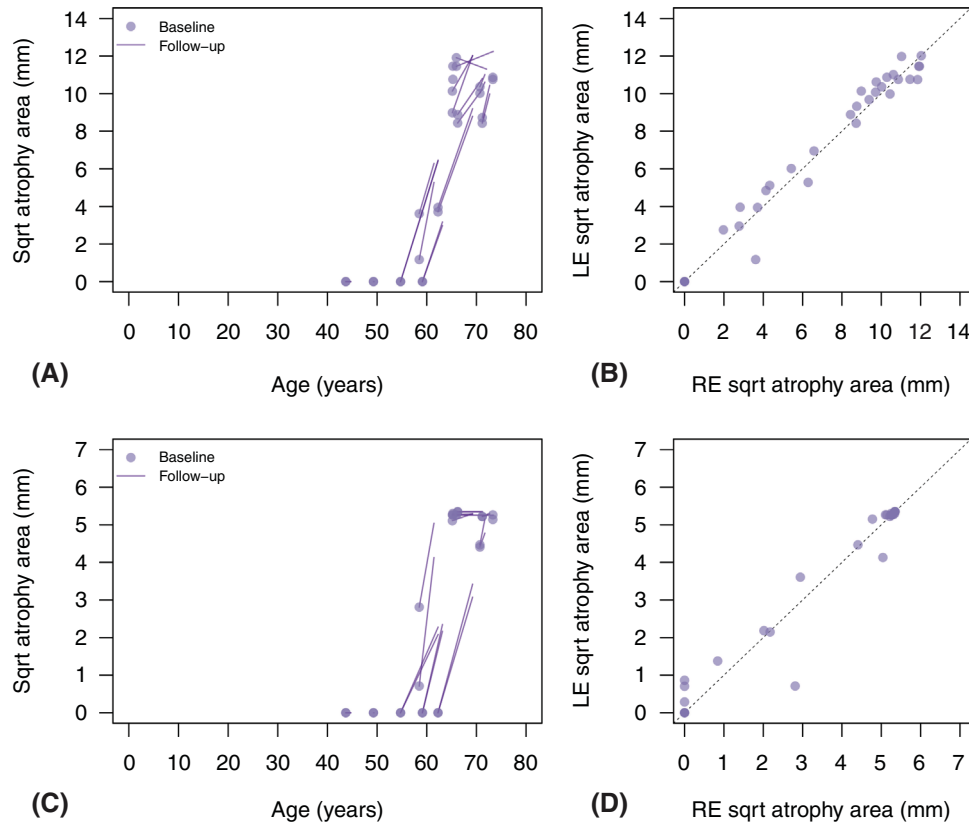 Sqrt atrophy area (mm)
14
12
10
8
6
4
2
0
Baseline
Follow−up
0 10 20 30 40 50 60 70 80
Age (years)
(A)
LE sqrt atrophy area (mm)
14
12
10
8
6
4
2
0
0 2 4 6 8 10 12 14
RE sqrt atrophy area (mm)
(B)
Sqrt atrophy area (mm)
7
6
5
4
3
2
1
0
Baseline
Follow−up
0 10 20 30 40 50 60 70 80
Age (years)
(C)
LE sqrt atrophy area (mm)
7
6
5
4
3
2
1
0
0 1 2 3 4 5 6 7
RE sqrt atrophy area (mm)
(D)